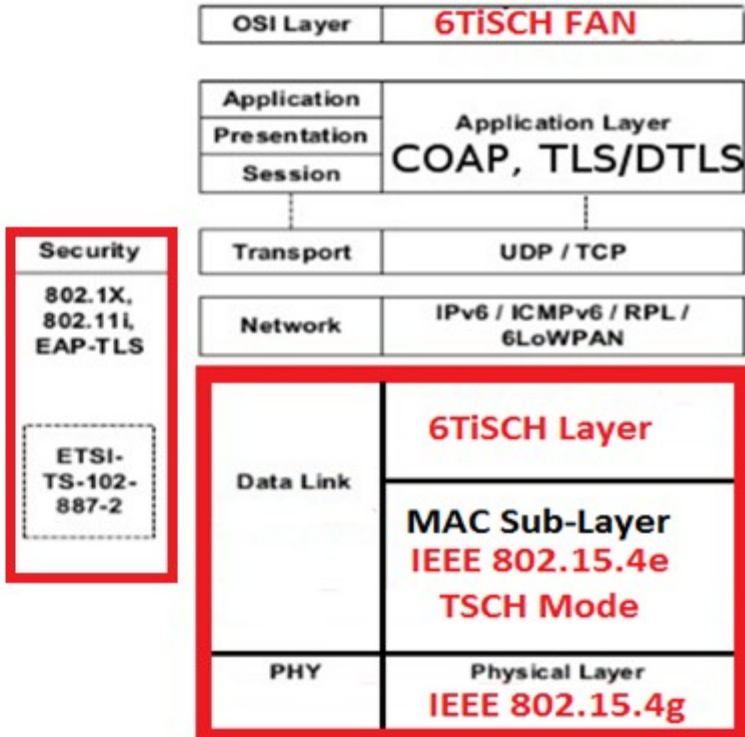 OSI Layer
6TiSCH FAN
Application
Presentation
Session
Application Layer
COAP, TLS/DTLS
Security
802.1X,
802.11i,
EAP-TLS
ETSI-
TS-102-
887-2
Transport
UDP / TCP
Network
IPv6 / ICMPv6 / RPL /
6LoWPAN
Data Link
6TiSCH Layer
MAC Sub-Layer
IEEE 802.15.4e
TSCH Mode
PHY
Physical Layer
IEEE 802.15.4g